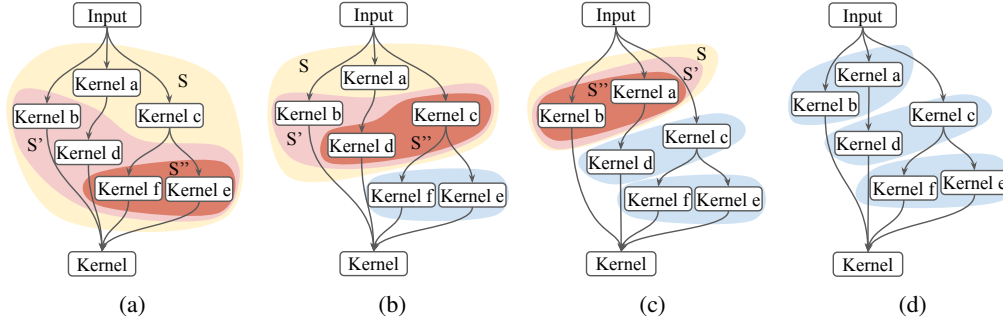 Input
S
Kernel a
Kernel b
Kernel c
S’
Kernel d
S’’
Kernel f
Kernel e
Kernel
(a)
Input
S
Kernel a
Kernel b
Kernel c
S’
Kernel d
S’’
Kernel f
Kernel e
Kernel
(b)
Input
S
S’
S’’
Kernel a
Kernel b
Kernel c
Kernel d
Kernel f
Kernel e
Kernel
(c)
Input
Kernel a
Kernel b
Kernel c
Kernel d
Kernel f
Kernel e
Kernel
(d)